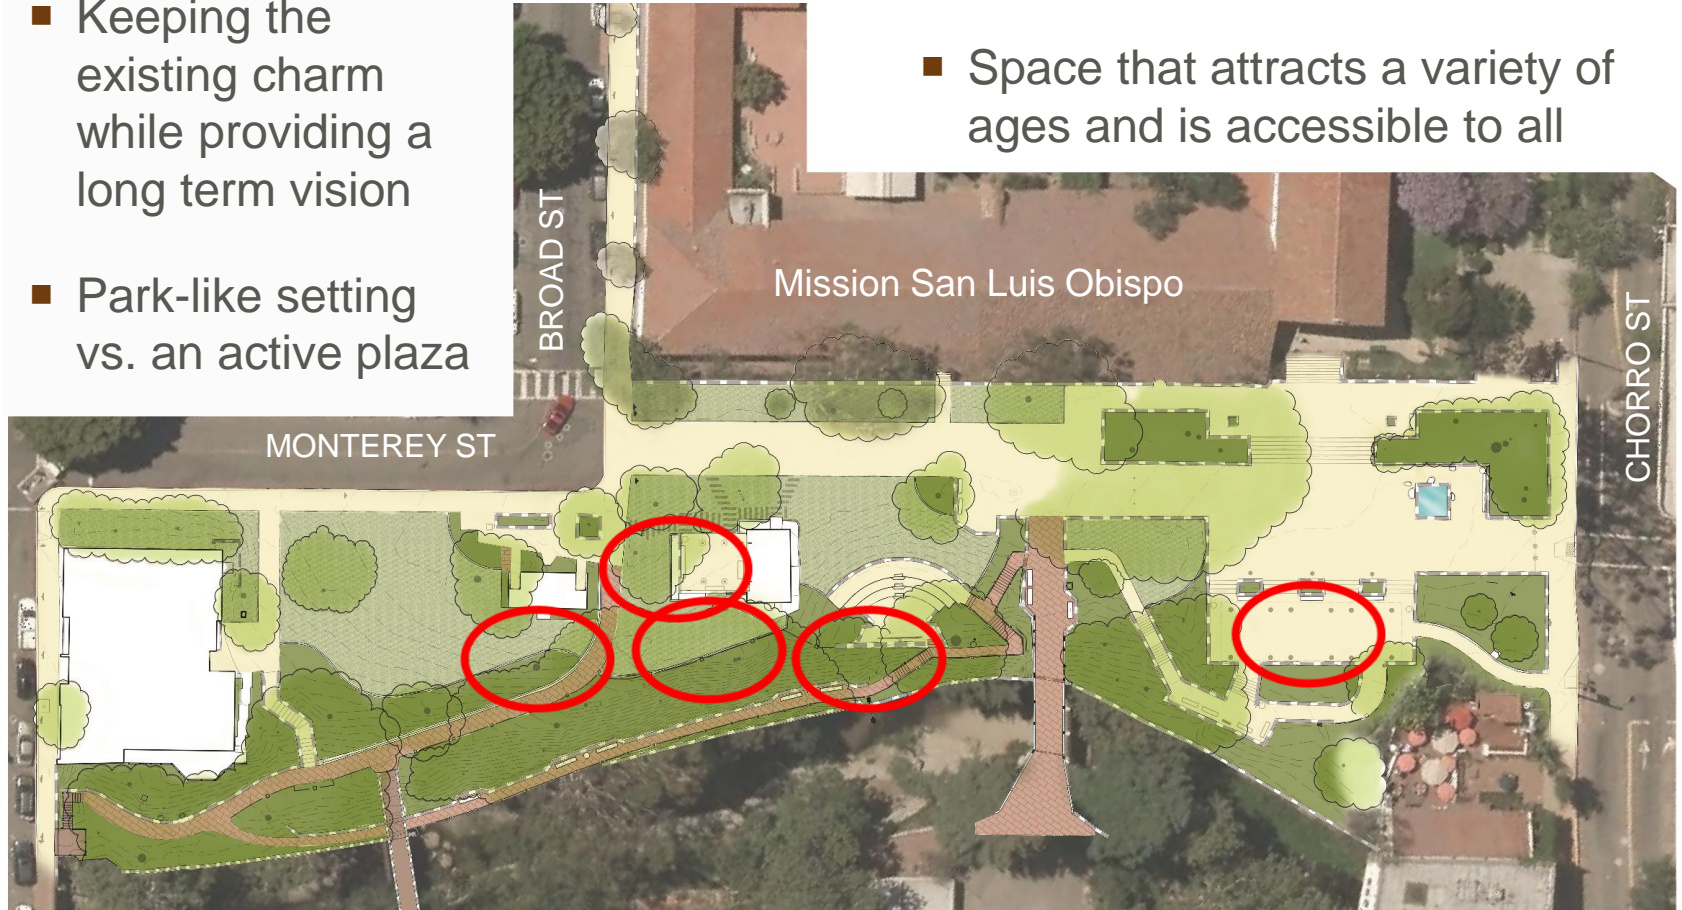 ■ Keeping the
existing charm
while providing a
long term vision
■ Park-like setting
vs. an active plaza
■ Space that attracts a variety of
ages and is accessible to all
BROAD ST
Mission San Luis Obispo
CHORRO ST
MONTEREY ST